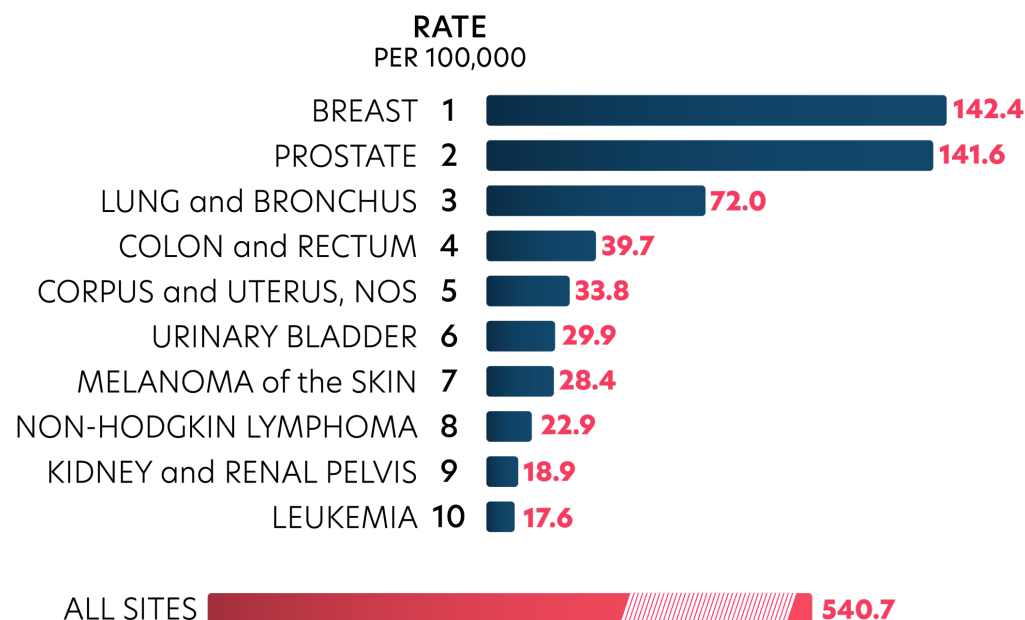 RATE
PER 100,000
BREAST 1 142.4
PROSTATE 2 141.6
LUNG and BRONCHUS 3 72.0
COLON and RECTUM 4 39.7
CORPUS and UTERUS, NOS 5 33.8
URINARY BLADDER 6 29.9
MELANOMA of the SKIN 7 28.4
NON-HODGKIN LYMPHOMA 8 22.9
KIDNEY and RENAL PELVIS 9 18.9
LEUKEMIA 10 17.6
ALL SITES 540.7